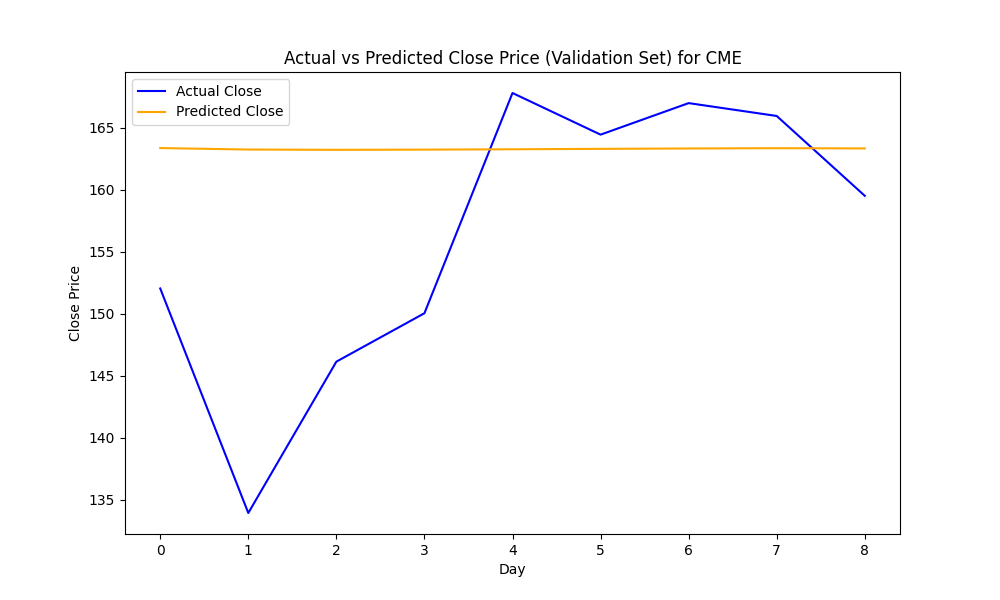 Actual vs Predicted Close Price (Validation Set) for CME
Actual Close
Predicted Close
165
160
155
150
145
140
135
Close Price
0 1 2 3 4 5 6 7 8
Day